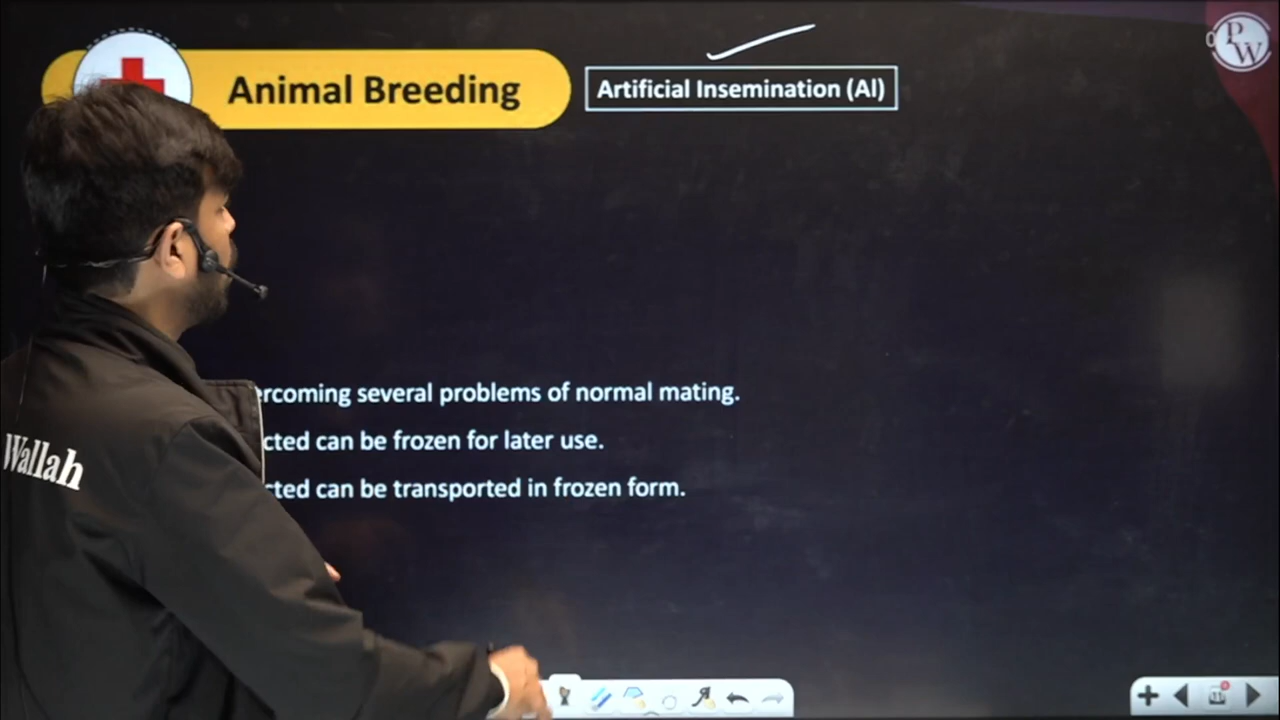 Animal Breeding
Artificial Insemination (AI)
PW
ercoming several problems of normal mating.
cted can be frozen for later use.
cted can be transported in frozen form.
Wallah